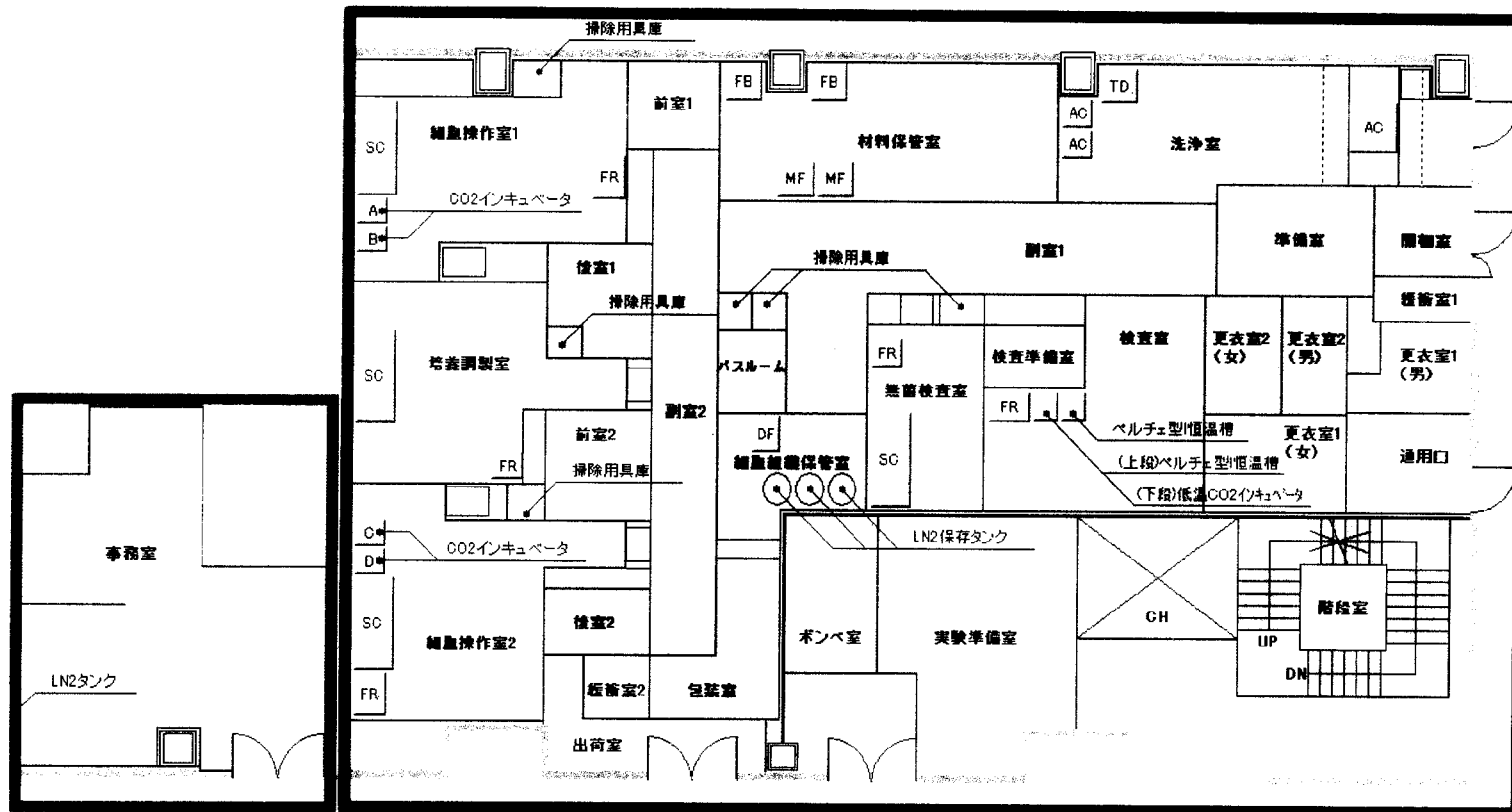 掃除用具庫
FB
FB
TD
前室1
AC
AC
AC
SC
細胞操作室1
材料保管室
洗浄室
FR
MF
MF
A
CO2インキュベータ
B
準備室
開梱室
副室1
後室1
掃除用具庫
掃除用具庫
緩衝室1
検査室
更衣室2
(女)
更衣室2
(男)
更衣室1
(男)
FR
検査準備室
SC
培養調製室
パスルーム
無菌検査室
副室2
FR
前室2
DF
ペルチェ型恒温槽
更衣室1
(女)
通用口
FR
掃除用具庫
細胞組織保管室
SC
(上段)ペルチェ型恒温槽
(下段)低温CO2インキュベータ
C
CO2インキュベータ
D
LN2保存タンク
事務室
SC
後室2
細胞操作室2
ボンベ室
実験準備室
CH
階段室
UP
DN
LN2タンク
FR
緩衝室2
包装室
出荷室